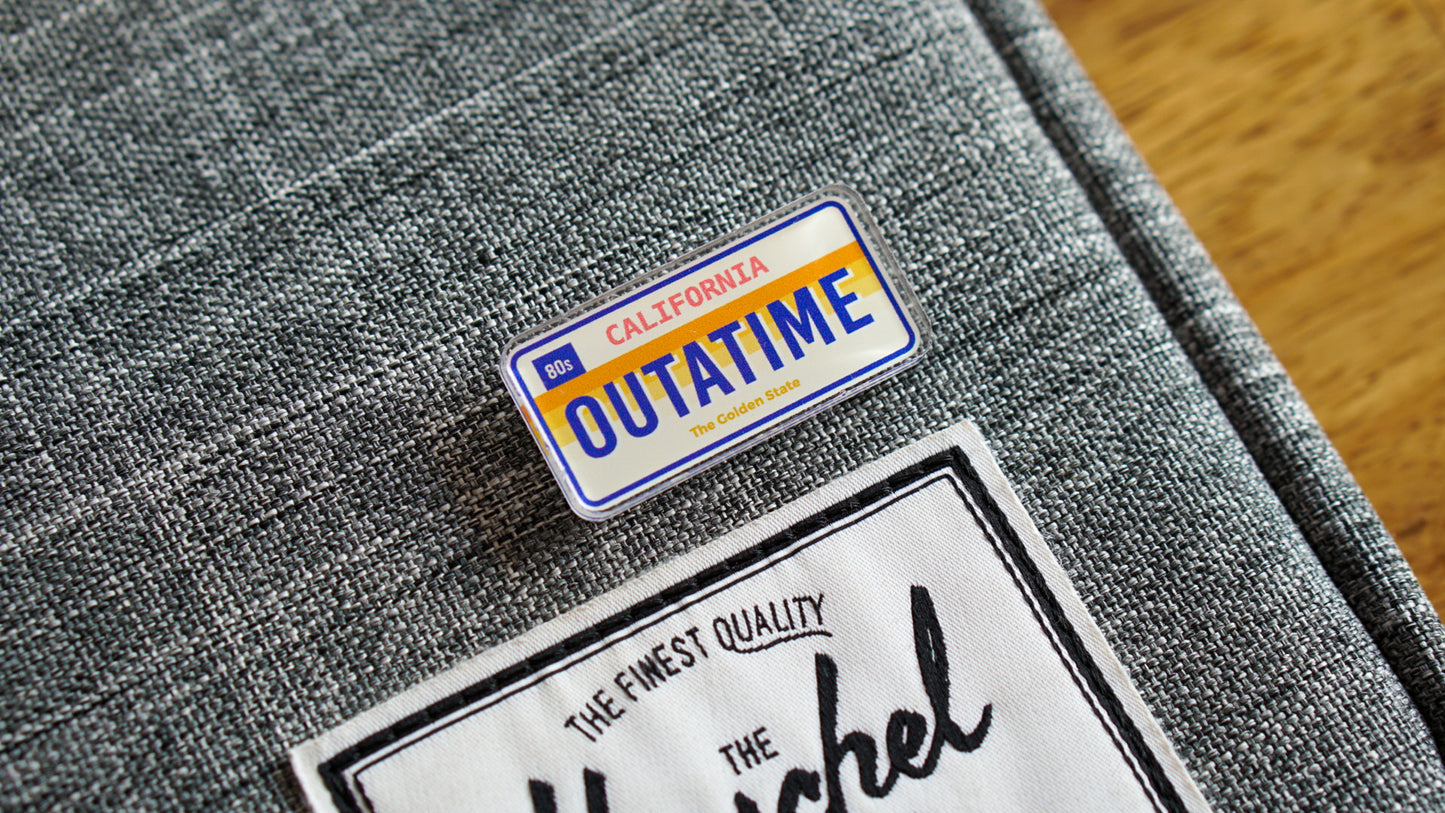 CALIFORNIA
80s
OUTATIME
The Golden State
THE FINEST QUALITY
THE